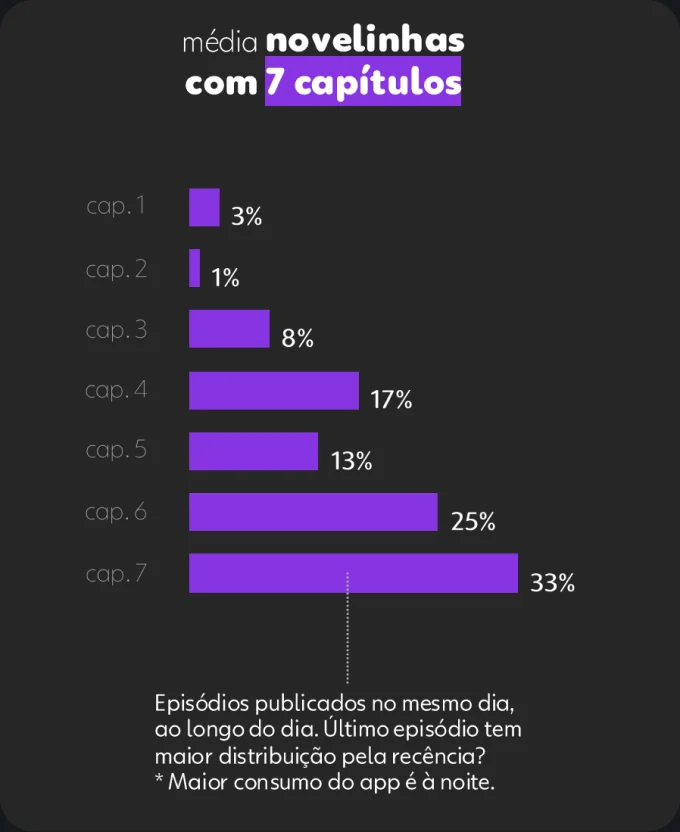 média novelinhas
com 7 capítulos
cap. 1
3%
cap. 2
1%
cap. 3
8%
cap. 4
17%
cap. 5
13%
cap. 6
25%
cap. 7
33%
Episódios publicados no mesmo dia,
ao longo do dia. Último episódio tem
maior distribuição pela recência?
* Maior consumo do app é à noite.